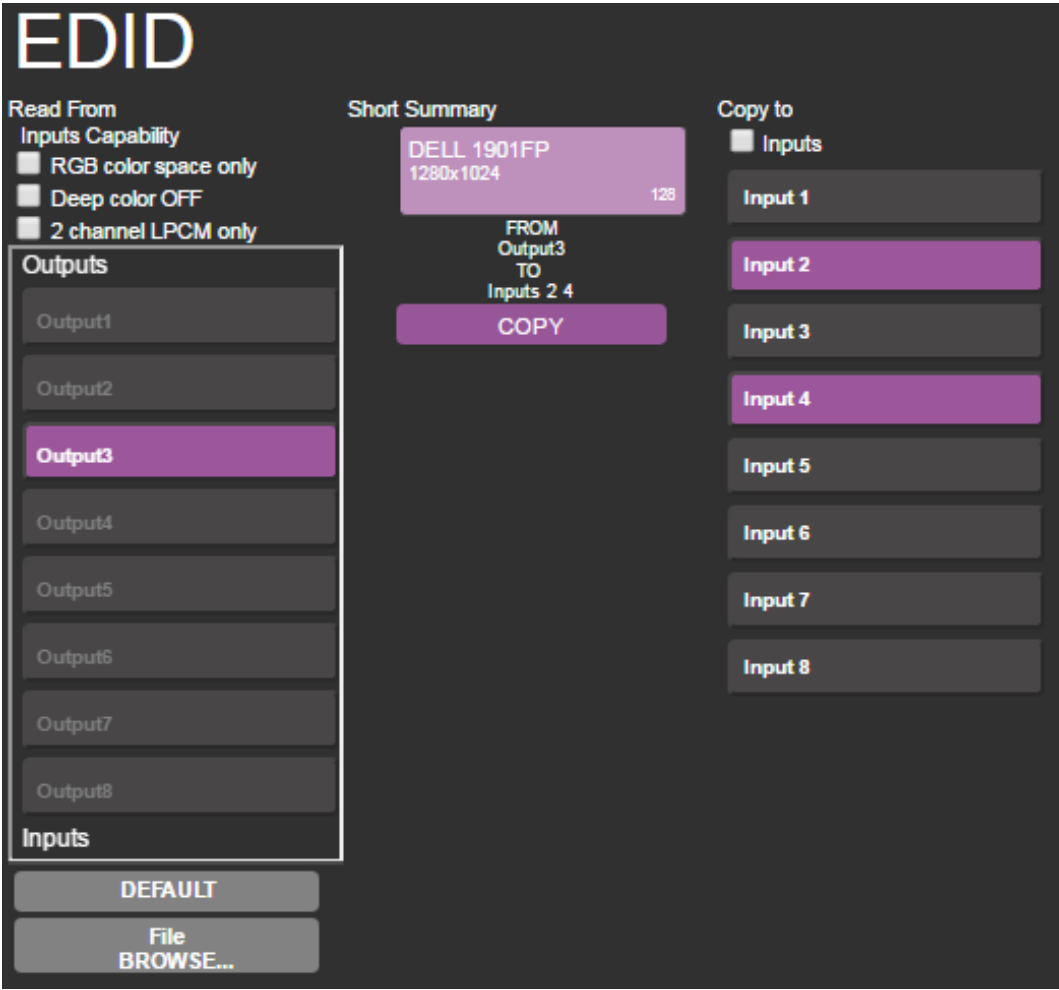 EDID
Read From
Inputs Capability
RGB color space only
Deep color OFF
2 channel LPCM only
Outputs
Output1
Output2
Output3
Output4
Output5
Output6
Output7
Output8
Inputs
DEFAULT
File
BROWSE...
Short Summary
DELL 1901FP
1280x1024
128
FROM
Output3
TO
Inputs 2 4
COPY
Copy to
Inputs
Input 1
Input 2
Input 3
Input 4
Input 5
Input 6
Input 7
Input 8